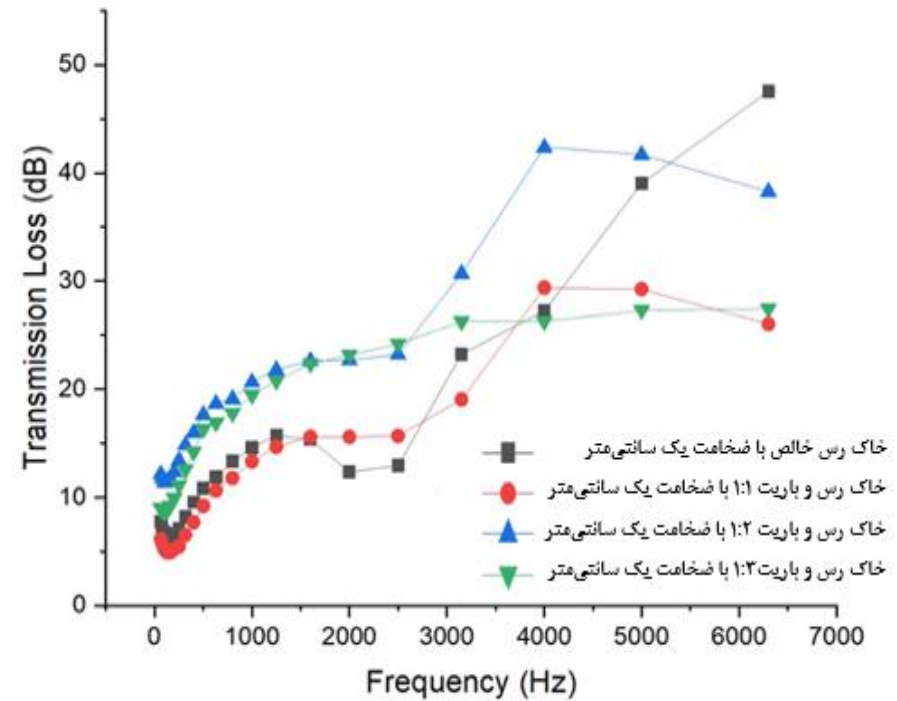 Transmission Loss (dB)
50
40
30
20
10
0
خاک رس خالص با ضخامت یک سانتی‌متر
خاک رس و باریت ۱:۱ با ضخامت یک سانتی‌متر
خاک رس و باریت ۱:۲ با ضخامت یک سانتی‌متر
خاک رس و باریت۱:۳ با ضخامت یک سانتی‌متر
0 1000 2000 3000 4000 5000 6000 7000
Frequency (Hz)